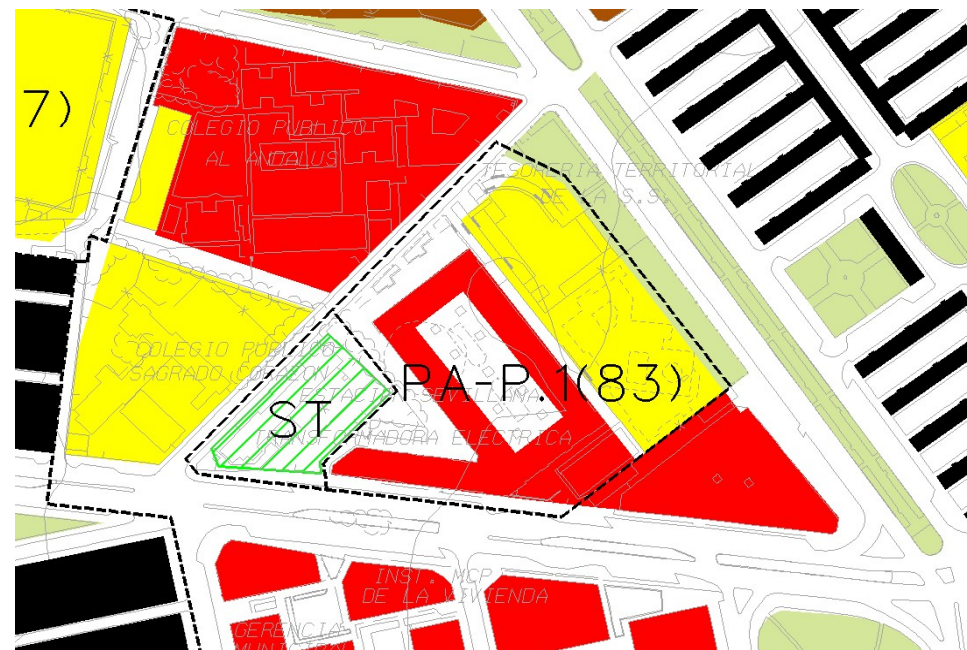 7)
COLEGIO PUBLICO
AL ANDALUS
TESORERIA TERRITORIAL
DE LA S.S.
COLEGIO PUBLICO
SAGRADO CORAZON
PA-P.1(83)
ST
ELECTRICA
INST. MCP.
DE LA VIVIENDA
GERENCIA